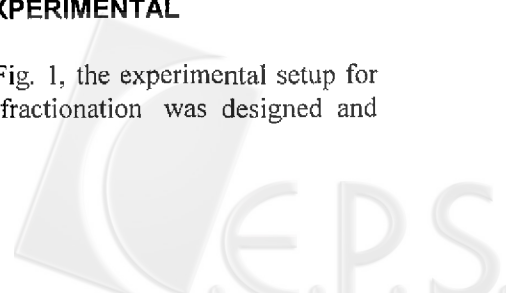 XPERIMENTAL
Fig. 1, the experimental setup for
fractionation was designed and
C.E.P.S.